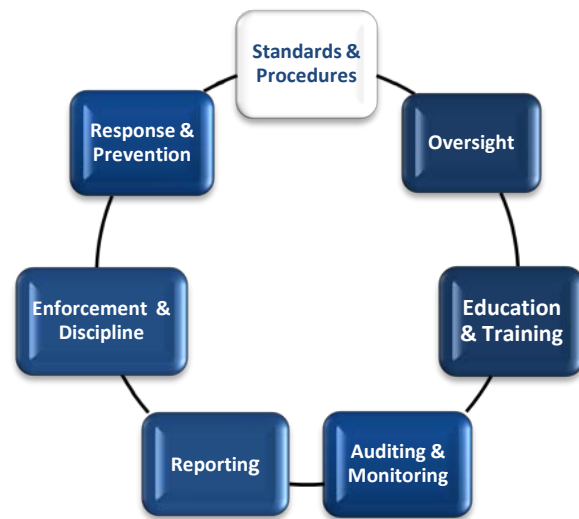 Standards &
Procedures
Oversight
Education
& Training
Auditing &
Monitoring
Reporting
Enforcement &
Discipline
Response &
Prevention